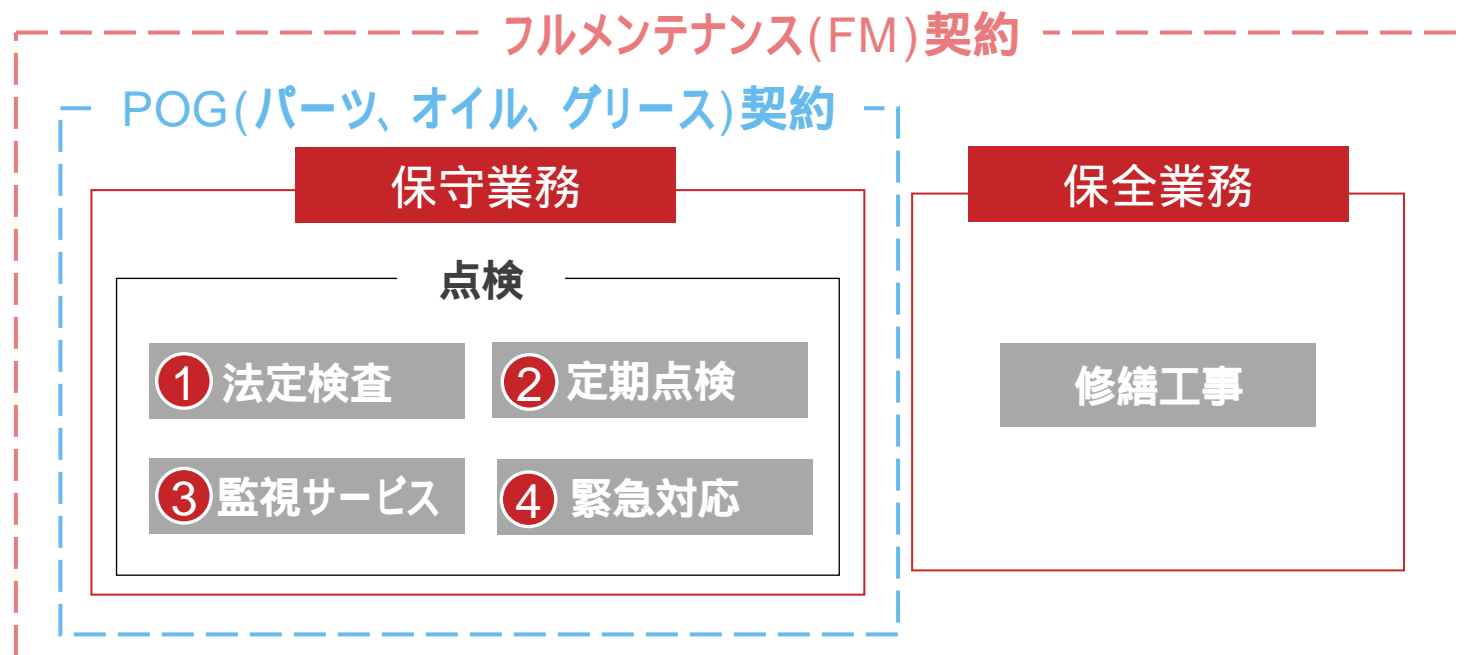 フルメンテナンス(FM)契約
POG(パーツ、オイル、グリース)契約
保守業務
保全業務
点検
1 法定検査
2 定期点検
修繕工事
3 監視サービス
4 緊急対応